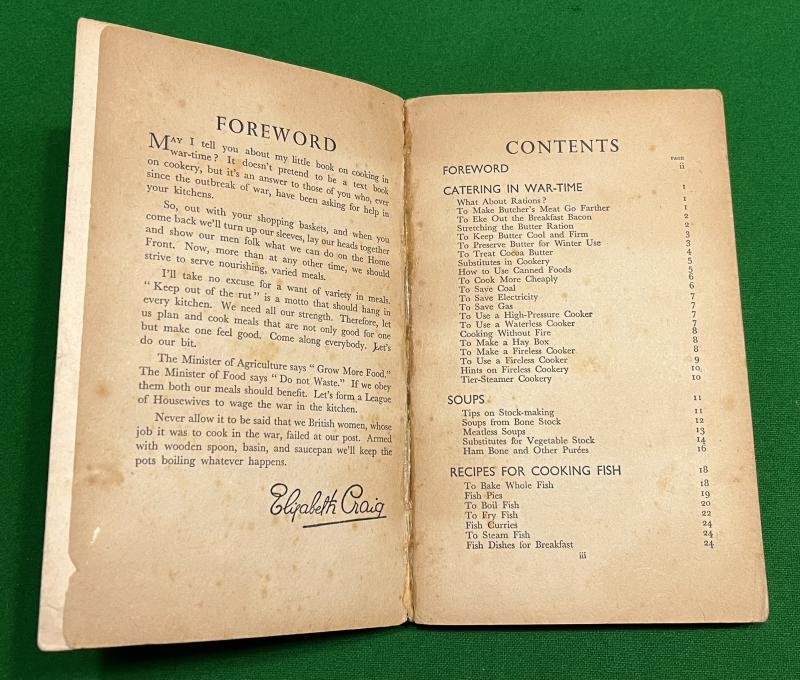 FOREWORD
MAY I tell you about my little book on cooking in
war-time? It doesn't pretend to be a text book
on cookery, but it's an answer to those of you who, ever
since the outbreak of war, have been asking for help in
your kitchens.
So, out with your shopping baskets, and when you
come back we'll turn up our sleeves, lay our heads together
and show our men folk what we can do on the Home
Front. Now, more than at any other time, we should
strive to serve nourishing, varied meals.
I'll take no excuse for a want of variety in meals.
"Keep out of the rut" is a motto that should hang in
every kitchen. We need all our strength. Therefore, let
us plan and cook meals that are not only good for one
but make one feel good. Come along everybody. Let's
do our bit.
The Minister of Agriculture says "Grow More Food."
The Minister of Food says "Do not Waste." If we obey
them both our meals should benefit. Let's form a League
of Housewives to wage the war in the kitchen.
Never allow it to be said that we British women, whose
job it was to cook in the war, failed at our post. Armed
with wooden spoon, basin, and saucepan we'll keep the
pots boiling whatever happens.
Elizabeth Craig
CONTENTS
PAGE
FOREWORD ii
CATERING IN WAR-TIME 1
What About Rations? 1
To Make Butcher's Meat Go Farther 1
To Eke Out the Breakfast Bacon 2
Stretching the Butter Ration 2
To Keep Butter Cool and Firm 3
To Preserve Butter for Winter Use 3
To Treat Cocoa Butter 4
Substitutes in Cookery 5
How to Use Canned Foods 5
To Cook More Cheaply 6
To Save Coal 6
To Save Electricity 7
To Save Gas 7
To Use a High-Pressure Cooker 7
To Use a Waterless Cooker 7
Cooking Without Fire 8
To Make a Hay Box 8
To Make a Fireless Cooker 8
To Use a Fireless Cooker 9
Hints on Fireless Cookery 10
Tier-Steamer Cookery 10
SOUPS 11
Tips on Stock-making 11
Soups from Bone Stock 12
Meatless Soups 13
Substitutes for Vegetable Stock 14
Ham Bone and Other Purées 16
RECIPES FOR COOKING FISH 18
To Bake Whole Fish 18
Fish Pies 19
To Boil Fish 20
To Fry Fish 22
Fish Curries 24
To Steam Fish 24
Fish Dishes for Breakfast 24
iii